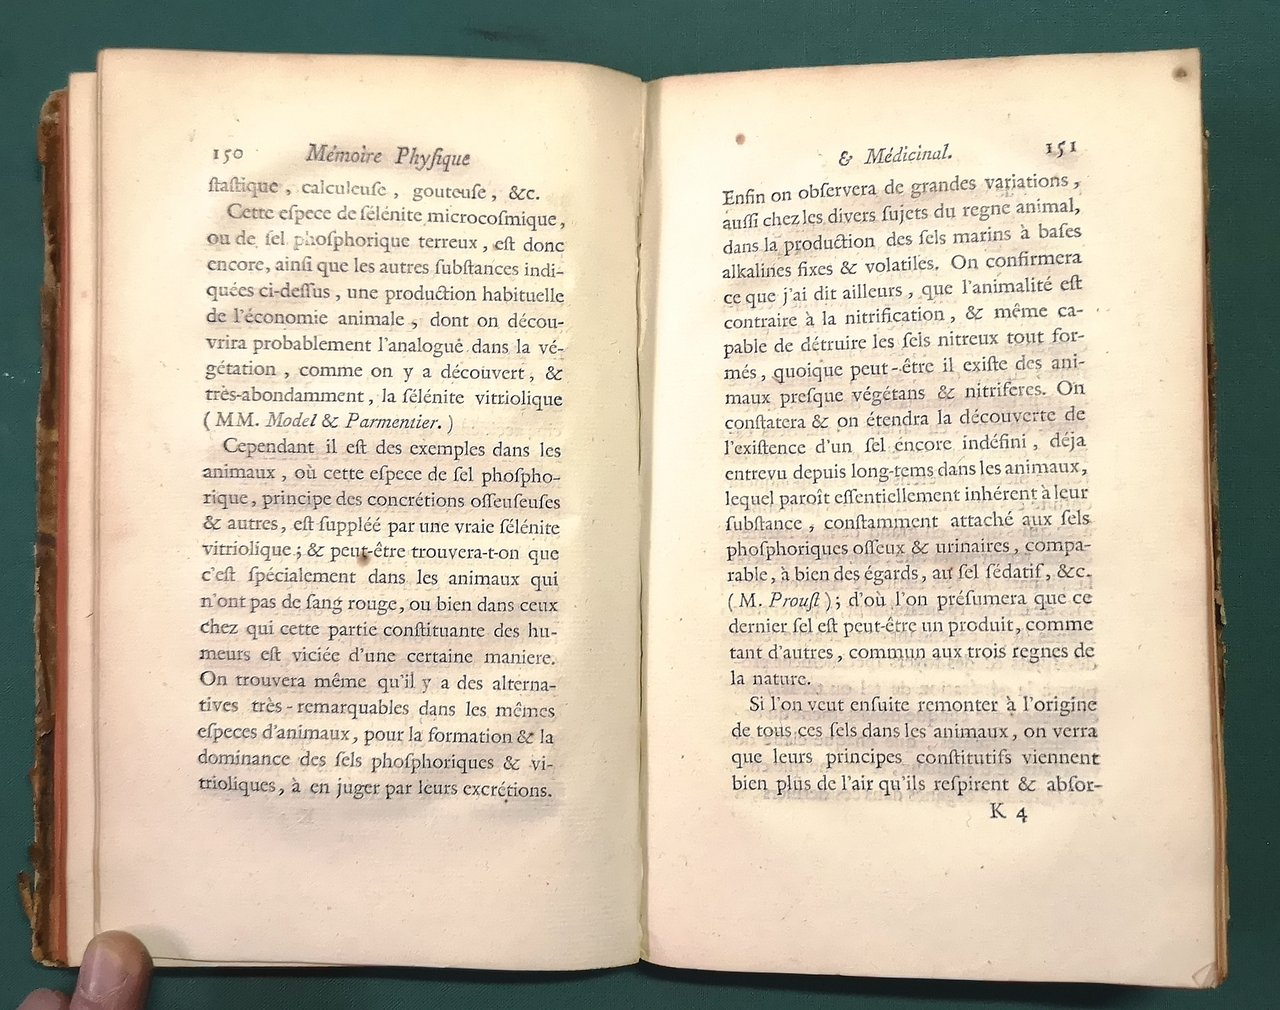 150 Mémoire Phyſique
ſtaſtique, calculeuſe, gouteuſe, &c.
Cette eſpece de ſélénite microcoſmique,
ou de ſel phoſphorique terreux, eſt donc
encore, ainſi que les autres ſubſtances indi-
quées ci-deſſus, une production habituelle
de l'économie animale, dont on décou-
vrira probablement l'analogue dans la vé-
gétation, comme on y a découvert, &
très-abondamment, la ſélénite vitriolique
(MM. Model & Parmentier.)
Cependant il eſt des exemples dans les
animaux, où cette eſpece de ſel phoſpho-
rique, principe des concrétions oſſeuſeuſes
& autres, eſt ſuppléé par une vraie ſélénite
vitriolique; & peut-être trouvera-t-on que
c'eſt ſpécialement dans les animaux qui
n'ont pas de ſang rouge, ou bien dans ceux
chez qui cette partie conſtituante des hu-
meurs eſt viciée d'une certaine maniere.
On trouvera même qu'il y a des alterna-
tives très-remarquables dans les mêmes
eſpeces d'animaux, pour la formation & la
dominance des ſels phoſphoriques & vi-
trioliques, à en juger par leurs excrétions.
& Médicinal. 151
Enfin on obſervera de grandes variations,
auſſi chez les divers ſujets du regne animal,
dans la production des ſels marins à baſes
alkalines fixes & volatiles. On confirmera
ce que j'ai dit ailleurs, que l'animalité eſt
contraire à la nitrification, & même ca-
pable de détruire les ſels nitreux tout for-
més, quoique peut-être il exiſte des ani-
maux preſque végétans & nitriferes. On
conſtatera & on étendra la découverte de
l'exiſtence d'un ſel encore indéfini, déja
entrevu depuis long-tems dans les animaux,
lequel paroît eſſentiellement inhérent à leur
ſubſtance, conſtamment attaché aux ſels
phoſphoriques oſſeux & urinaires, compa-
rable, à bien des égards, au ſel ſédatif, &c.
(M. Prouſt); d'où l'on préſumera que ce
dernier ſel eſt peut-être un produit, comme
tant d'autres, commun aux trois regnes de
la nature.
Si l'on veut enſuite remonter à l'origine
de tous ces ſels dans les animaux, on verra
que leurs principes conſtitutifs viennent
bien plus de l'air qu'ils reſpirent & abſor-
K 4